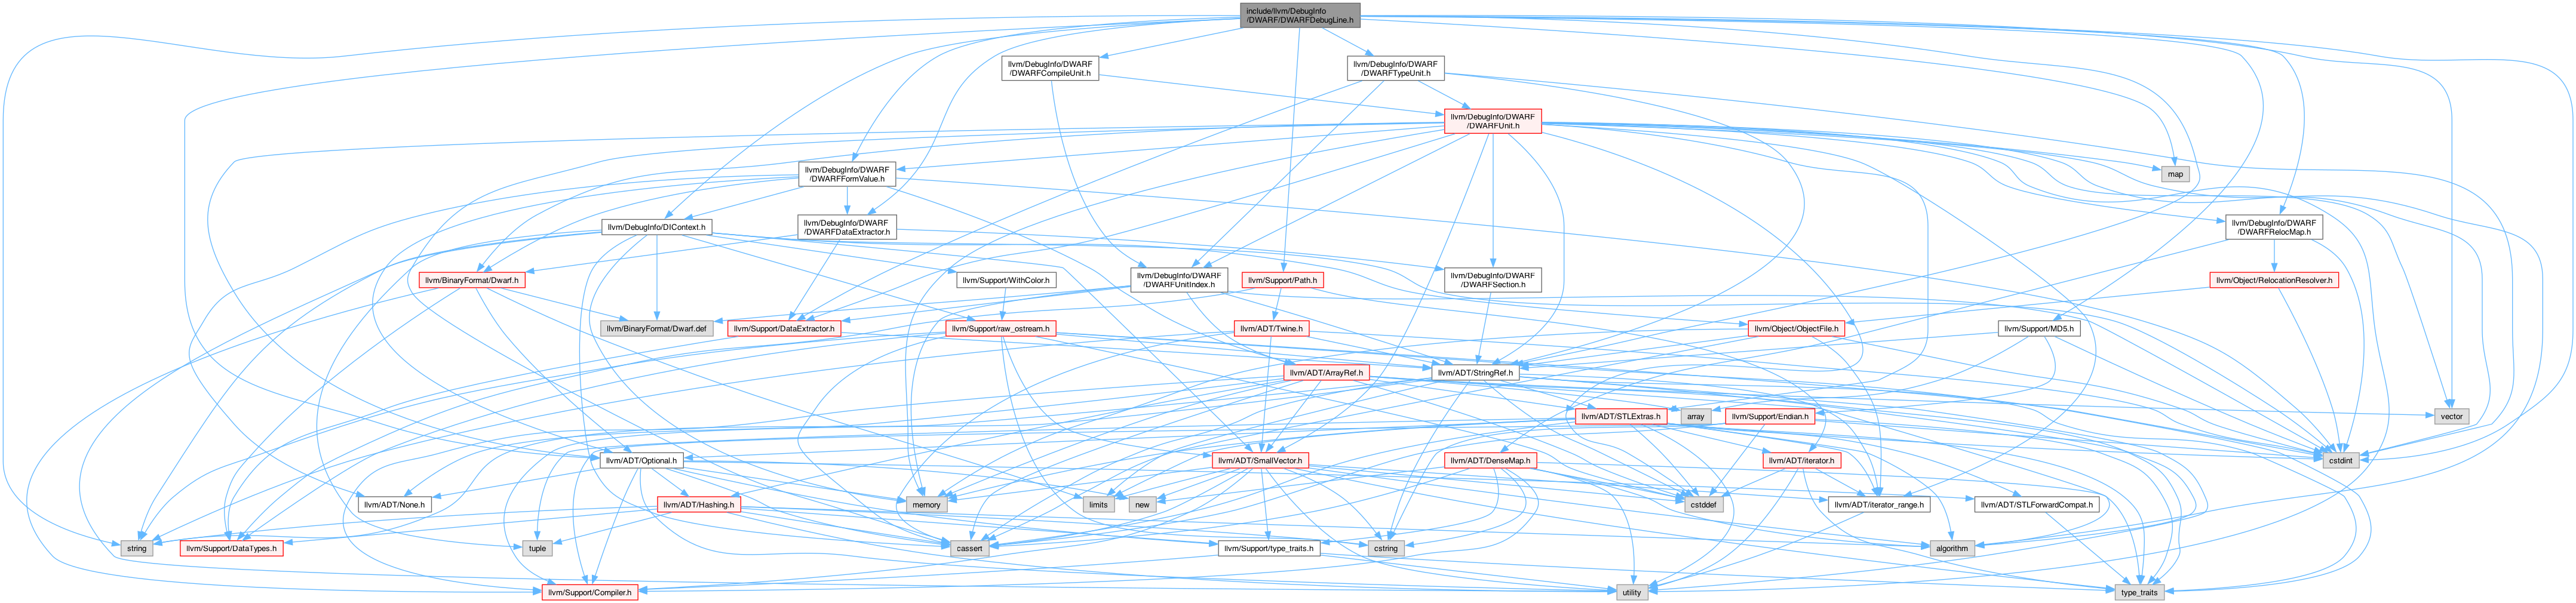 include/llvm/DebugInfo
/DWARF/DWARFDebugLine.h
llvm/DebugInfo/DWARF
/DWARFCompileUnit.h
llvm/DebugInfo/DWARF
/DWARFTypeUnit.h
llvm/DebugInfo/DWARF
/DWARFUnit.h
llvm/DebugInfo/DWARF
/DWARFFormValue.h
map
llvm/DebugInfo/DIContext.h
llvm/DebugInfo/DWARF
/DWARFDataExtractor.h
llvm/DebugInfo/DWARF
/DWARFRelocMap.h
llvm/BinaryFormat/Dwarf.h
llvm/Support/WithColor.h
llvm/DebugInfo/DWARF
/DWARFUnitIndex.h
llvm/Support/Path.h
llvm/DebugInfo/DWARF
/DWARFSection.h
llvm/Object/RelocationResolver.h
llvm/BinaryFormat/Dwarf.def
llvm/Support/DataExtractor.h
llvm/Support/raw_ostream.h
llvm/ADT/Twine.h
llvm/Object/ObjectFile.h
llvm/Support/MD5.h
llvm/ADT/ArrayRef.h
llvm/ADT/StringRef.h
llvm/ADT/STLExtras.h
array
llvm/Support/Endian.h
vector
llvm/ADT/Optional.h
llvm/ADT/SmallVector.h
llvm/ADT/DenseMap.h
llvm/ADT/iterator.h
cstdint
llvm/ADT/None.h
llvm/ADT/Hashing.h
memory
limits
new
cstddef
llvm/ADT/iterator_range.h
llvm/ADT/STLForwardCompat.h
string
llvm/Support/DataTypes.h
tuple
cassert
llvm/Support/type_traits.h
cstring
algorithm
llvm/Support/Compiler.h
utility
type_traits